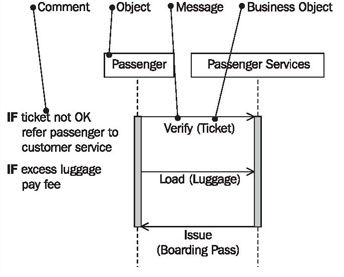 Comment Object Message Business Object
Passenger Passenger Services
IF ticket not OK
refer passenger to
customer service
Verify (Ticket)
IF excess luggage
pay fee
Load (Luggage)
Issue
(Boarding Pass)